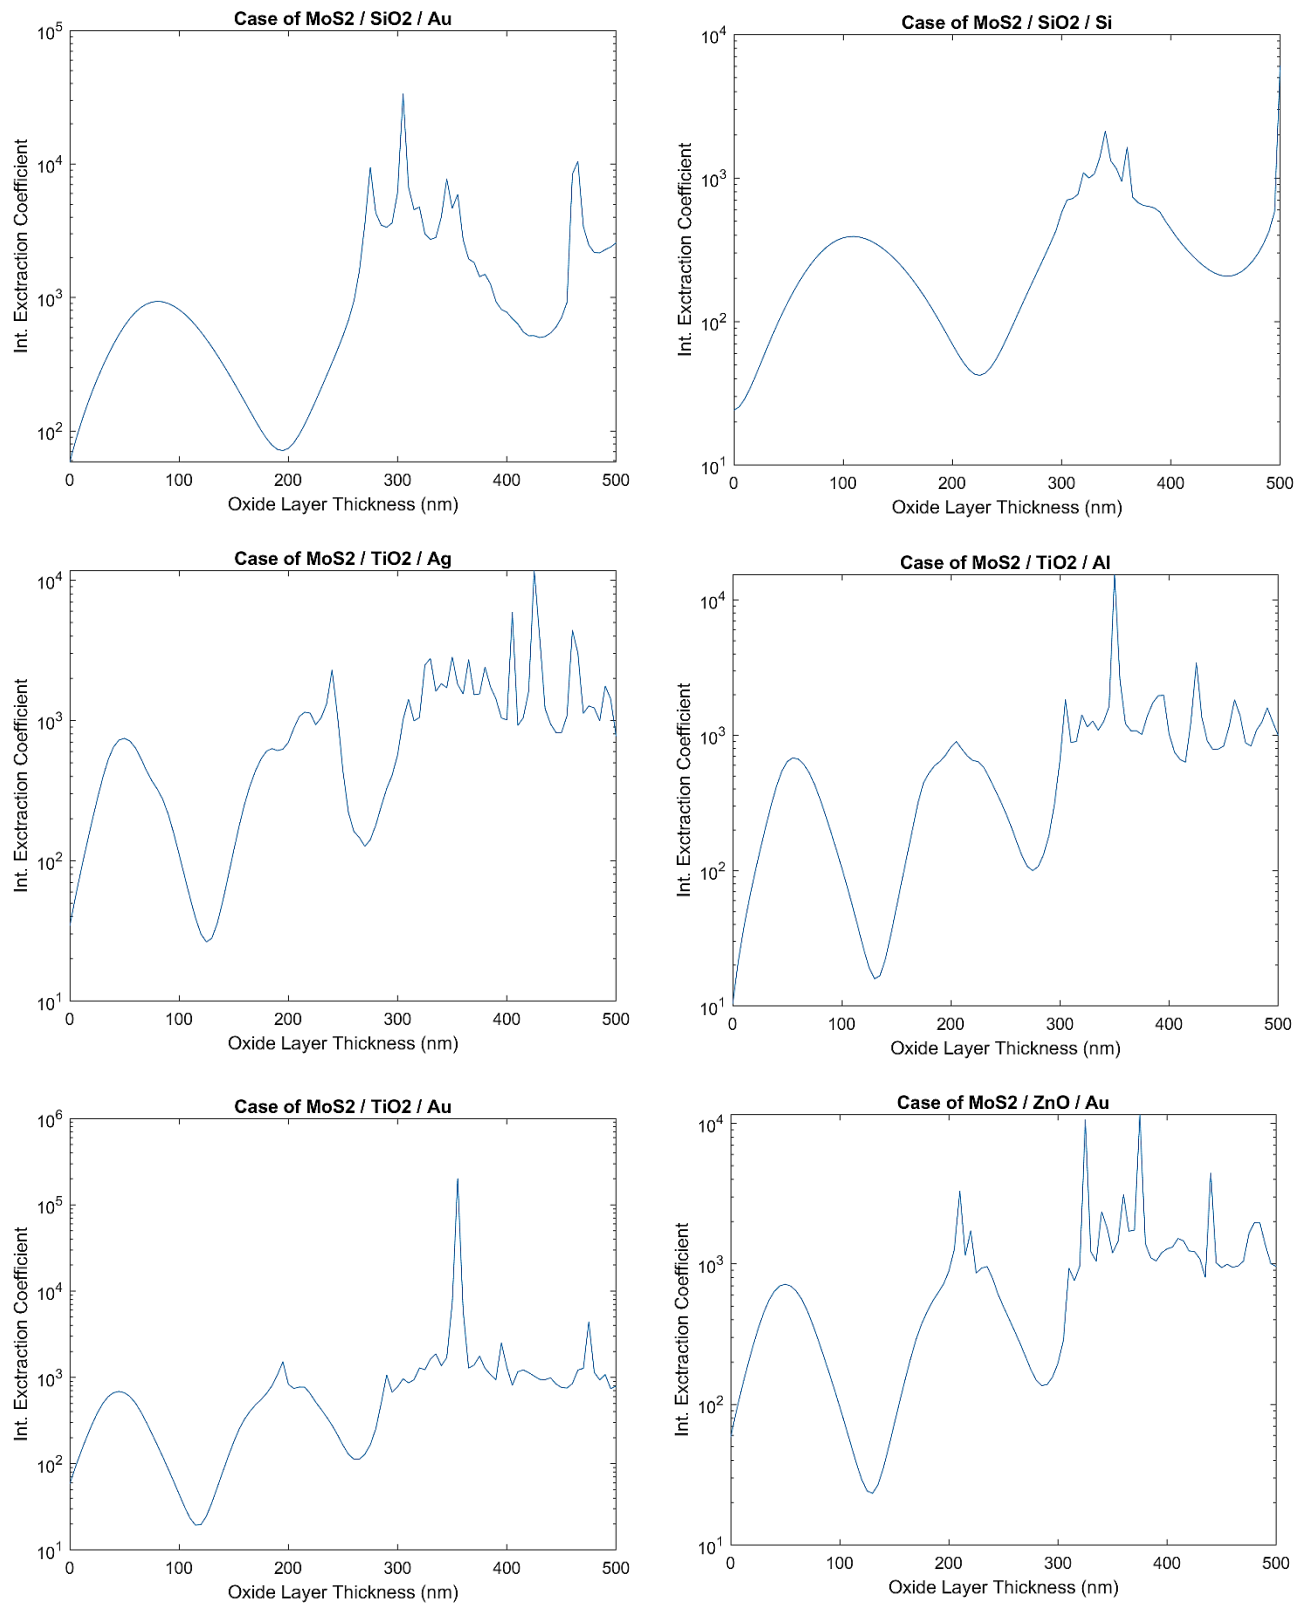 Case of MoS2 / SiO2 / Au
10^5
10^4
10^3
10^2
Int. Exctraction Coefficient
0 100 200 300 400 500
Oxide Layer Thickness (nm)
Case of MoS2 / SiO2 / Si
10^4
10^3
10^2
10^1
Int. Exctraction Coefficient
0 100 200 300 400 500
Oxide Layer Thickness (nm)
Case of MoS2 / TiO2 / Ag
10^4
10^3
10^2
10^1
Int. Exctraction Coefficient
0 100 200 300 400 500
Oxide Layer Thickness (nm)
Case of MoS2 / TiO2 / Al
10^4
10^3
10^2
10^1
Int. Exctraction Coefficient
0 100 200 300 400 500
Oxide Layer Thickness (nm)
Case of MoS2 / TiO2 / Au
10^6
10^5
10^4
10^3
10^2
10^1
Int. Exctraction Coefficient
0 100 200 300 400 500
Oxide Layer Thickness (nm)
Case of MoS2 / ZnO / Au
10^4
10^3
10^2
10^1
Int. Exctraction Coefficient
0 100 200 300 400 500
Oxide Layer Thickness (nm)